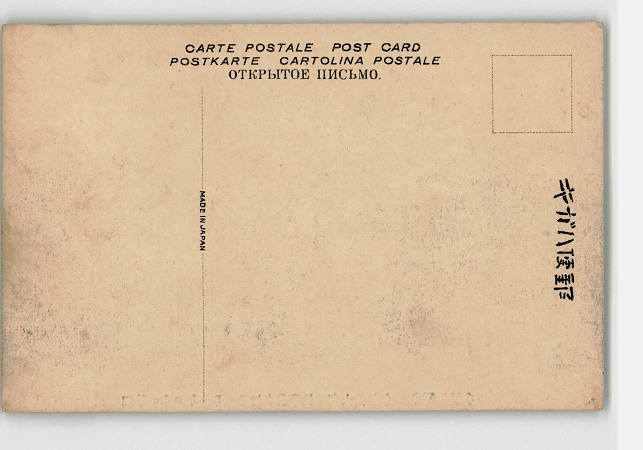 CARTE POSTALE POST CARD
POSTKARTE CARTOLINA POSTALE
ОТКРЫТОЕ ПИСЬМО.
MADE IN JAPAN
キガハ便郵